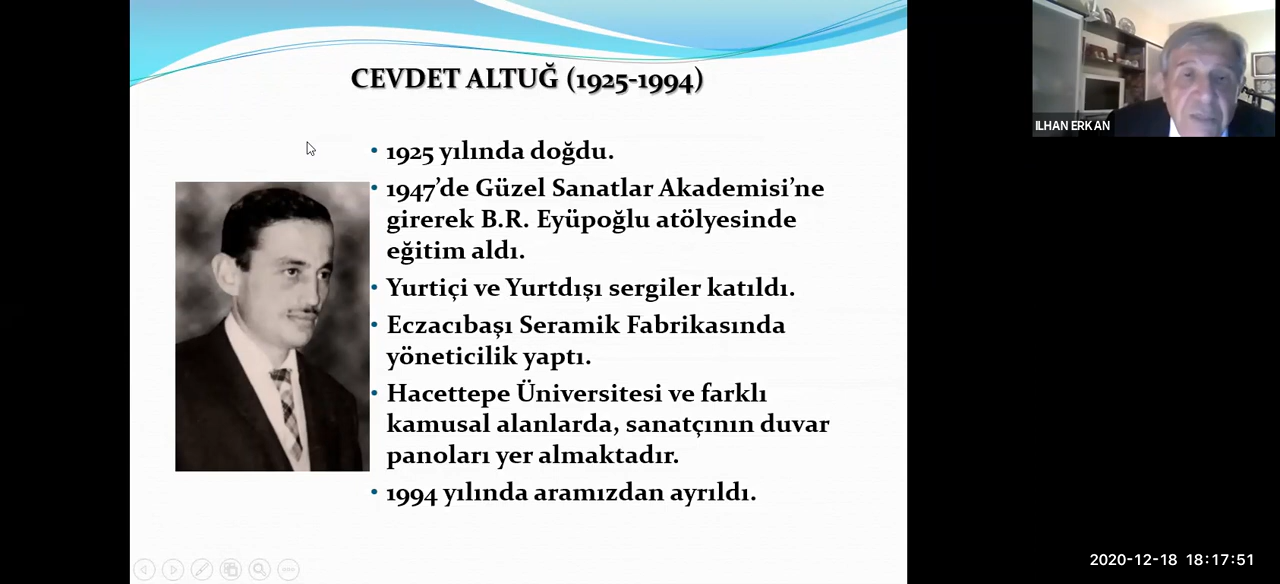 CEVDET ALTUĞ (1925-1994)
• 1925 yılında doğdu.
• 1947’de Güzel Sanatlar Akademisi’ne
girerek B.R. Eyüpoğlu atölyesinde
eğitim aldı.
• Yurtiçi ve Yurtdışı sergiler katıldı.
• Eczacıbaşı Seramik Fabrikasında
yöneticilik yaptı.
• Hacettepe Üniversitesi ve farklı
kamusal alanlarda, sanatçının duvar
panoları yer almaktadır.
• 1994 yılında aramızdan ayrıldı.
ILHAN ERKAN
2020-12-18 18:17:51